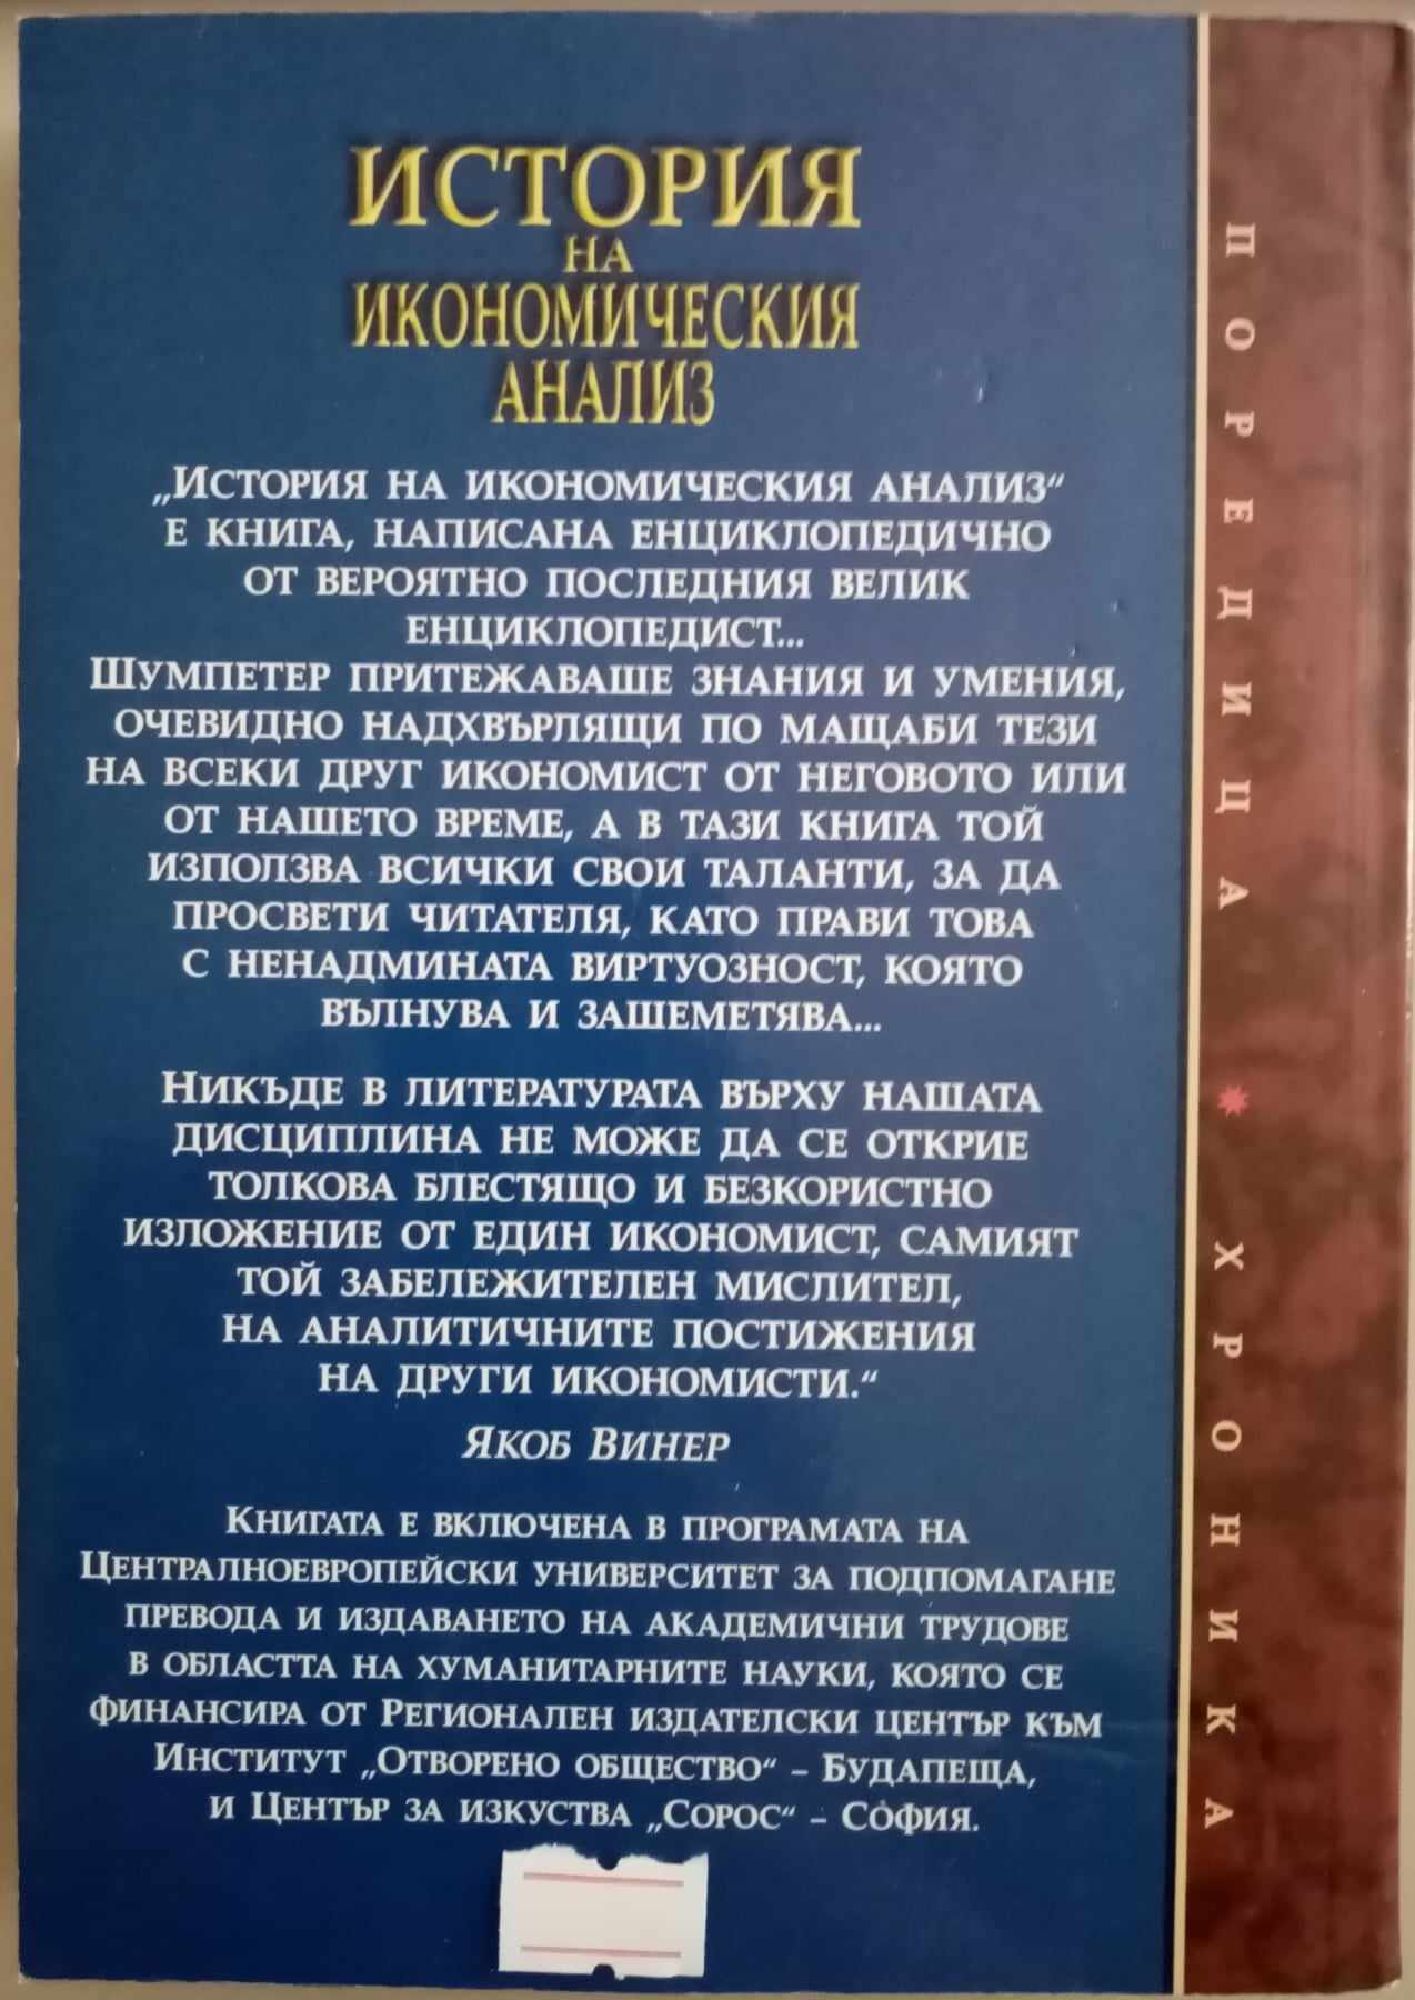 ИСТОРИЯ
НА
ИКОНОМИЧЕСКИЯ
АНАЛИЗ
„ИСТОРИЯ НА ИКОНОМИЧЕСКИЯ АНАЛИЗ“
Е КНИГА, НАПИСАНА ЕНЦИКЛОПЕДИЧНО
ОТ ВЕРОЯТНО ПОСЛЕДНИЯ ВЕЛИК
ЕНЦИКЛОПЕДИСТ...
ШУМПЕТЕР ПРИТЕЖАВАШЕ ЗНАНИЯ И УМЕНИЯ,
ОЧЕВИДНО НАДХВЪРЛЯЩИ ПО МАЩАБИ ТЕЗИ
НА ВСЕКИ ДРУГ ИКОНОМИСТ ОТ НЕГОВОТО ИЛИ
ОТ НАШЕТО ВРЕМЕ, А В ТАЗИ КНИГА ТОЙ
ИЗПОЛЗВА ВСИЧКИ СВОИ ТАЛАНТИ, ЗА ДА
ПРОСВЕТИ ЧИТАТЕЛЯ, КАТО ПРАВИ ТОВА
С НЕНАДМИНАТА ВИРТУОЗНОСТ, КОЯТО
ВЪЛНУВА И ЗАШЕМЕТЯВА...
НИКЪДЕ В ЛИТЕРАТУРАТА ВЪРХУ НАШАТА
ДИСЦИПЛИНА НЕ МОЖЕ ДА СЕ ОТКРИЕ
ТОЛКОВА БЛЕСТЯЩО И БЕЗКОРИСТНО
ИЗЛОЖЕНИЕ ОТ ЕДИН ИКОНОМИСТ, САМИЯТ
ТОЙ ЗАБЕЛЕЖИТЕЛЕН МИСЛИТЕЛ,
НА АНАЛИТИЧНИТЕ ПОСТИЖЕНИЯ
НА ДРУГИ ИКОНОМИСТИ.“
ЯКОБ ВИНЕР
КНИГАТА Е ВКЛЮЧЕНА В ПРОГРАМАТА НА
ЦЕНТРАЛНОЕВРОПЕЙСКИ УНИВЕРСИТЕТ ЗА ПОДПОМАГАНЕ
ПРЕВОДА И ИЗДАВАНЕТО НА АКАДЕМИЧНИ ТРУДОВЕ
В ОБЛАСТТА НА ХУМАНИТАРНИТЕ НАУКИ, КОЯТО СЕ
ФИНАНСИРА ОТ РЕГИОНАЛЕН ИЗДАТЕЛСКИ ЦЕНТЪР КЪМ
ИНСТИТУТ „ОТВОРЕНО ОБЩЕСТВО“ – БУДАПЕЩА,
И ЦЕНТЪР ЗА ИЗКУСТВА „СОРОС“ – СОФИЯ.
ПОРЕДИЦА * ХРОНИКА